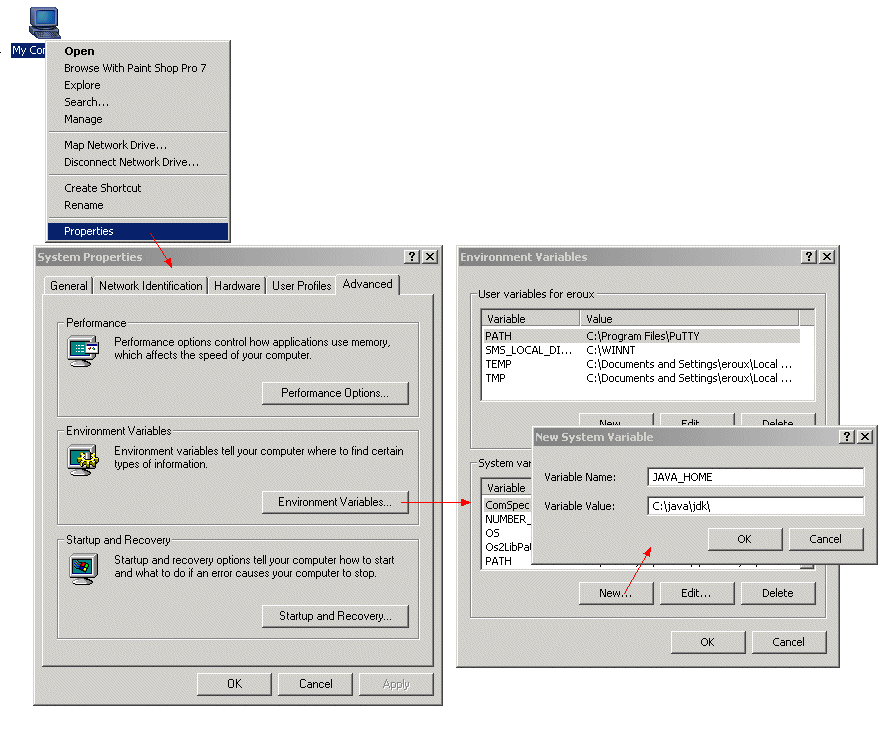 My Com
Open
Browse With Paint Shop Pro 7
Explore
Search...
Manage
Map Network Drive...
Disconnect Network Drive...
Create Shortcut
Rename
Properties
System Properties
General Network Identification Hardware User Profiles Advanced
Performance
Performance options control how applications use memory,
which affects the speed of your computer.
Performance Options...
Environment Variables
Environment variables tell your computer where to find certain
types of information.
Environment Variables...
Startup and Recovery
Startup and recovery options tell your computer how to start
and what to do if an error causes your computer to stop.
Startup and Recovery...
OK Cancel Apply
Environment Variables
User variables for eroux
Variable Value
PATH C:\Program Files\PuTTY
SMS_LOCAL_DI... C:\WINNT
TEMP C:\Documents and Settings\eroux\Local ...
TMP C:\Documents and Settings\eroux\Local ...
New... Edit... Delete
System var
Variable
ComSpec
NUMBER_
OS
Os2LibPat
PATH
New... Edit... Delete
OK Cancel
New System Variable
Variable Name: JAVA_HOME
Variable Value: C:\java\jdk\
OK Cancel